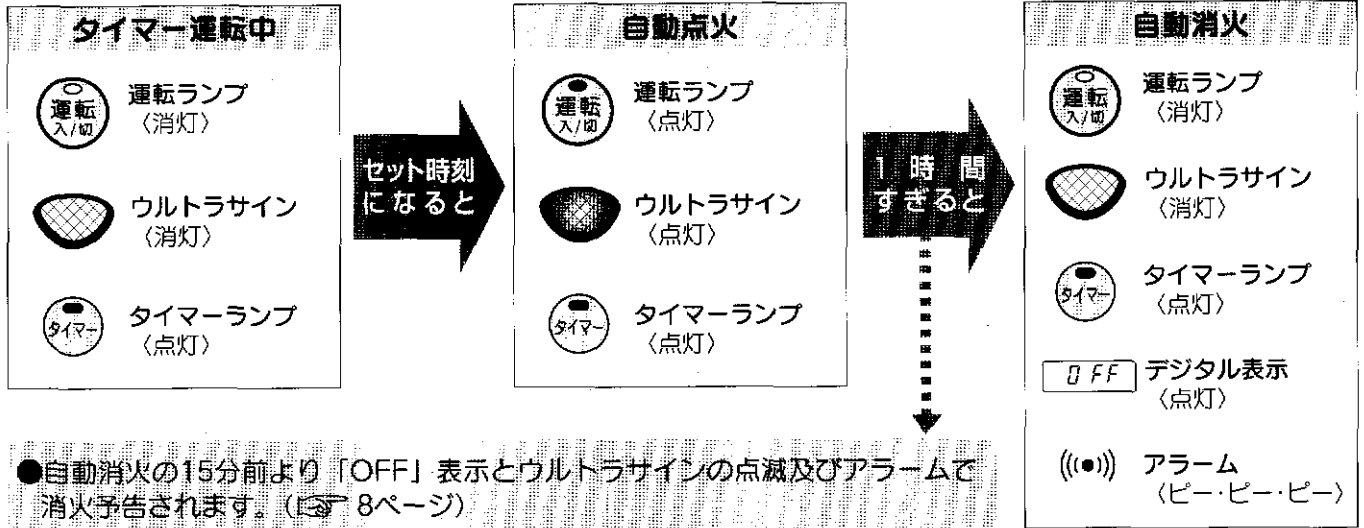 タイマー運転中
運転
入/切
運転ランプ
〈消灯〉
ウルトラサイン
〈消灯〉
タイマー
タイマーランプ
〈点灯〉
セット時刻
になると
自動点火
運転
入/切
運転ランプ
〈点灯〉
ウルトラサイン
〈点灯〉
タイマー
タイマーランプ
〈点灯〉
1時間
すぎると
自動消火
運転
入/切
運転ランプ
〈消灯〉
ウルトラサイン
〈消灯〉
タイマー
タイマーランプ
〈点灯〉
OFF
デジタル表示
〈点灯〉
アラーム
〈ピー・ピー・ピー〉
●自動消火の15分前より「OFF」表示とウルトラサインの点滅及びアラームで
消火予告されます。(☞ 8ページ)